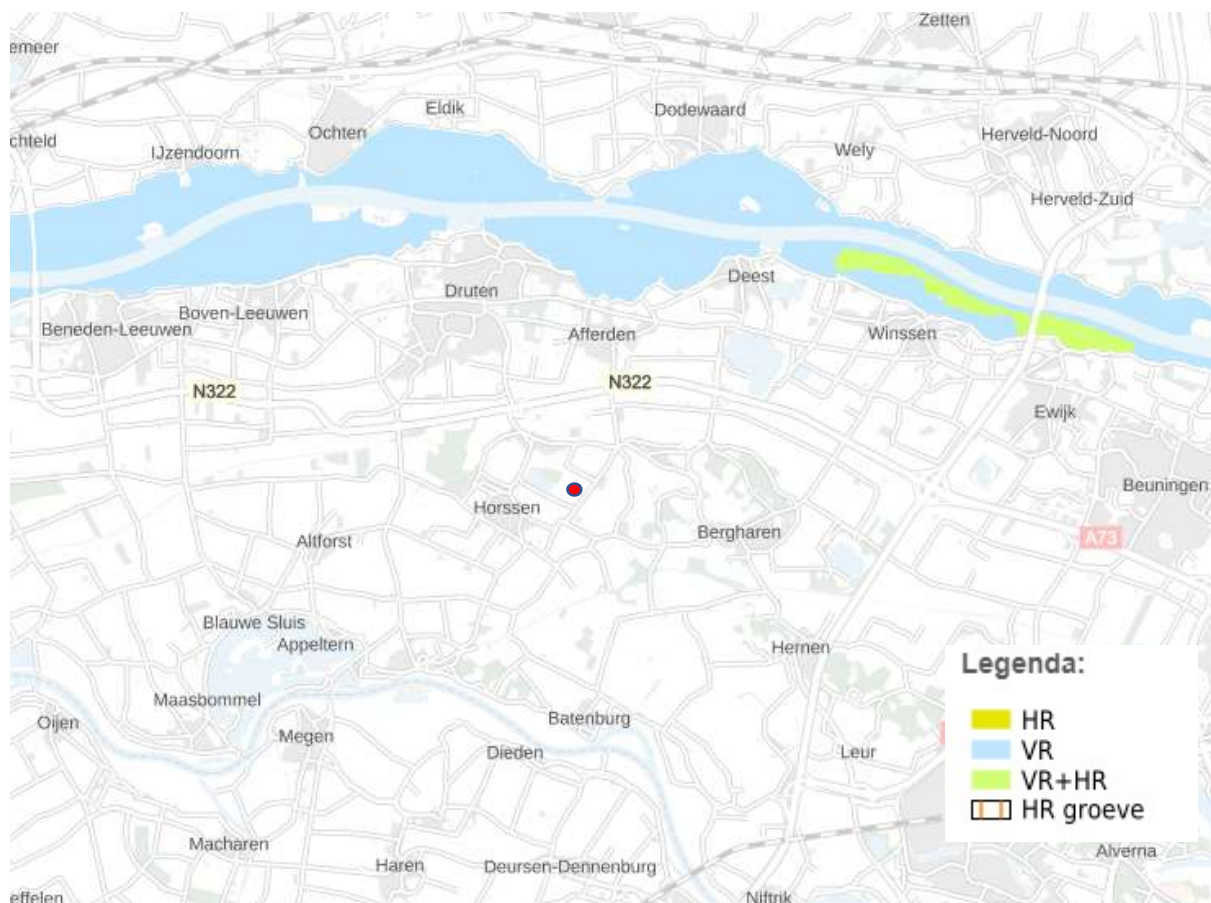 Zetten
emeer
Eldik
Dodewaard
Ochten
Herveld-Noord
chteld
IJzendoorn
Wely
Herveld-Zuid
Deest
Druten
Boven-Leeuwen
Beneden-Leeuwen
Afferden
Winssen
N322
N322
Ewijk
Beuningen
Horssen
Bergharen
A73
Altforst
Blauwe Sluis
Appeltern
Hernen
Legenda:
Maasbommel
HR
Oijen
Batenburg
Megen
VR
Dieden
Leur
VR+HR
HR groeve
Macharen
Alverna
Haren
Deursen-Dennenburg
effelen
Niftrik